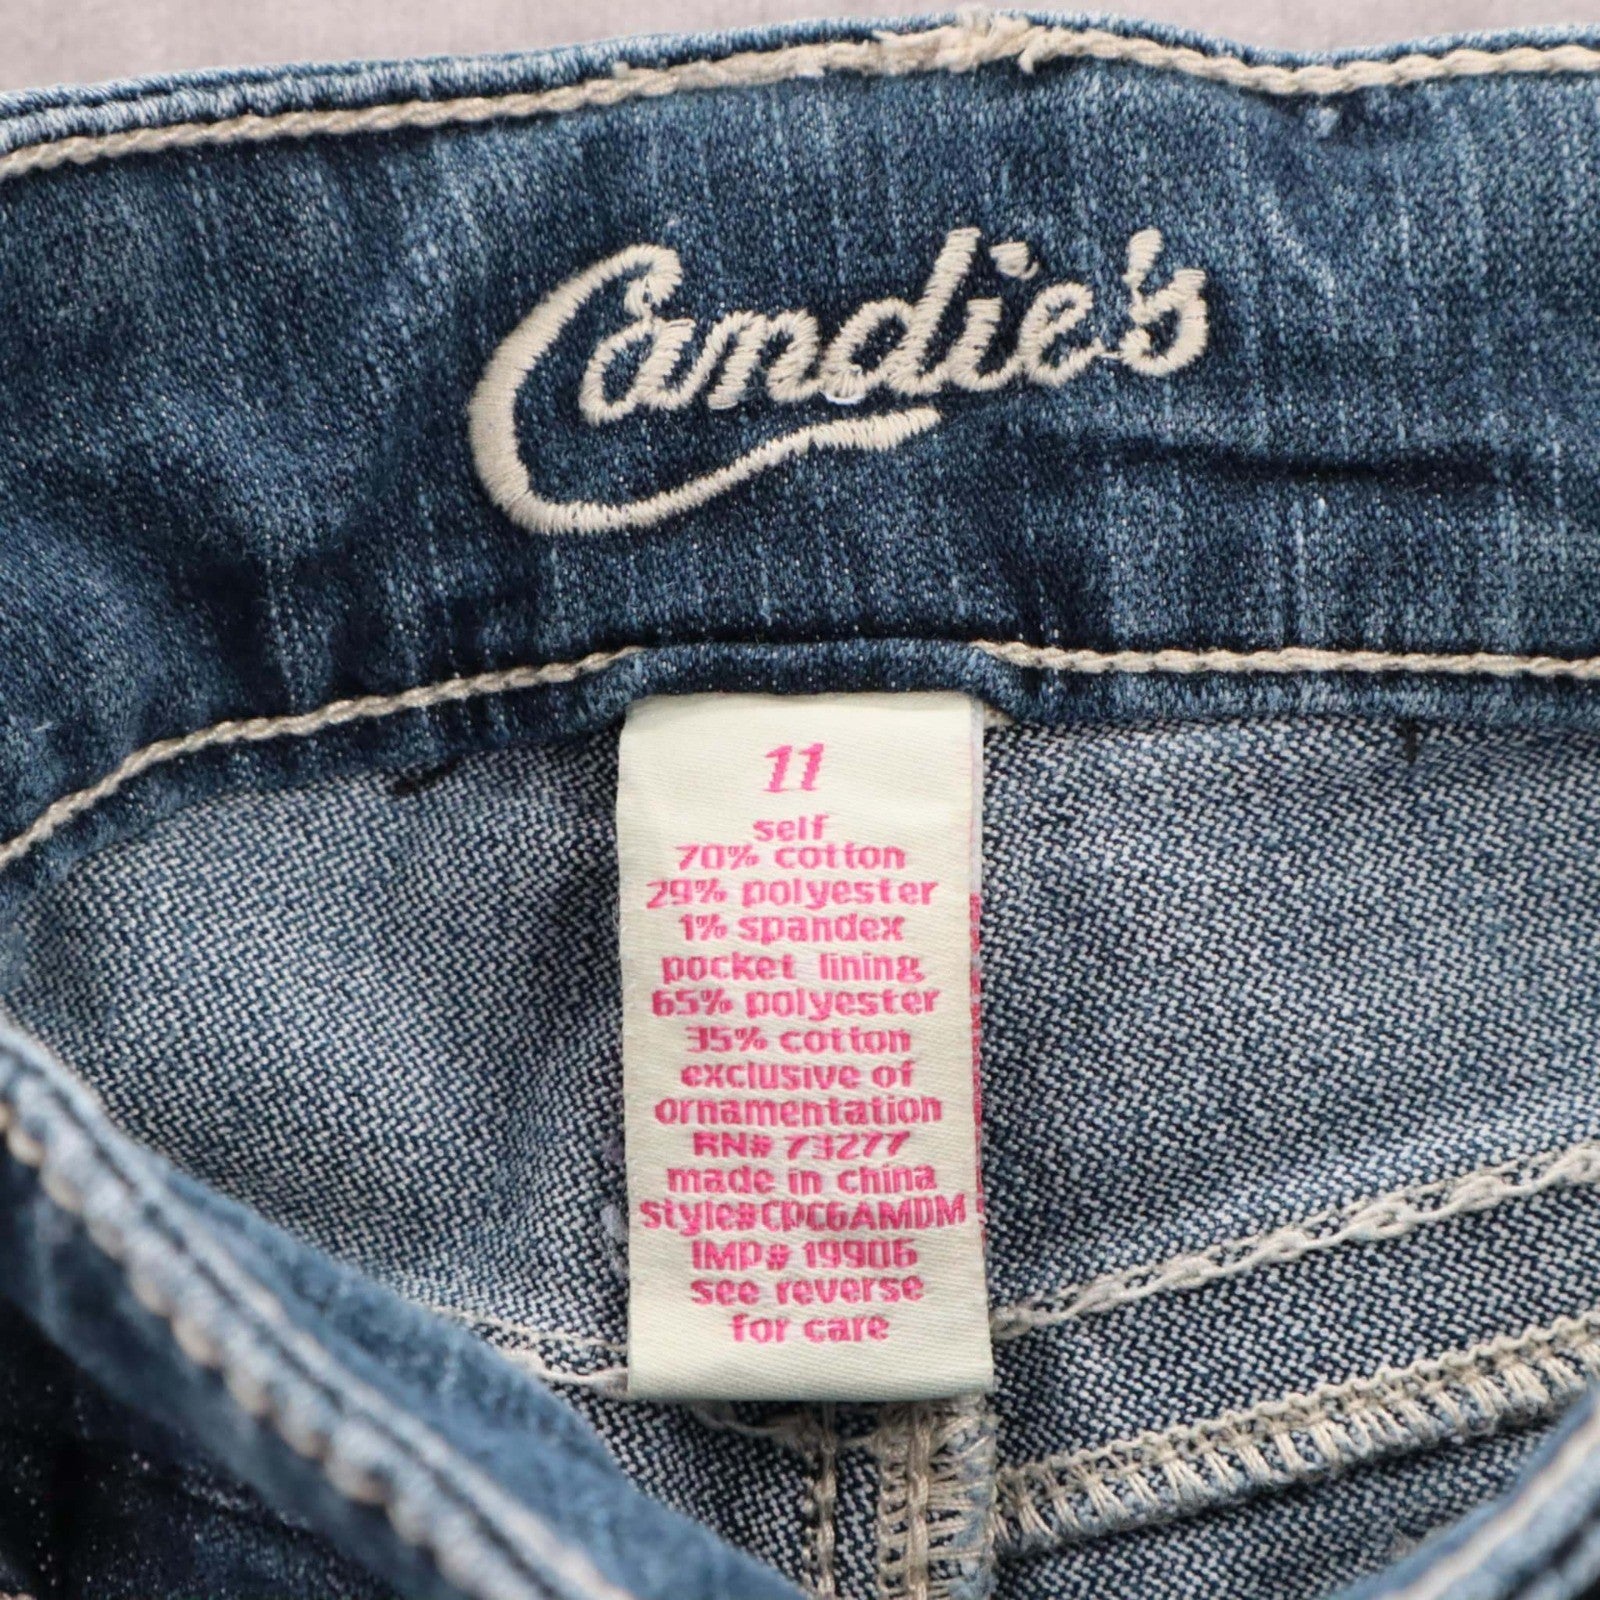 Candie's
11
self
70% cotton
29% polyester
1% spandex
pocket lining
65% polyester
35% cotton
exclusive of
ornamentation
RN# 73277
made in china
style#CPC6AMDM
IMP# 19906
see reverse
for care